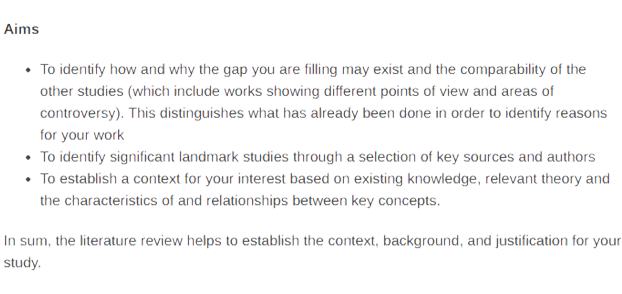 Aims
• To identify how and why the gap you are filling may exist and the comparability of the
other studies (which include works showing different points of view and areas of
controversy). This distinguishes what has already been done in order to identify reasons
for your work
• To identify significant landmark studies through a selection of key sources and authors
• To establish a context for your interest based on existing knowledge, relevant theory and
the characteristics of and relationships between key concepts.
In sum, the literature review helps to establish the context, background, and justification for your
study.